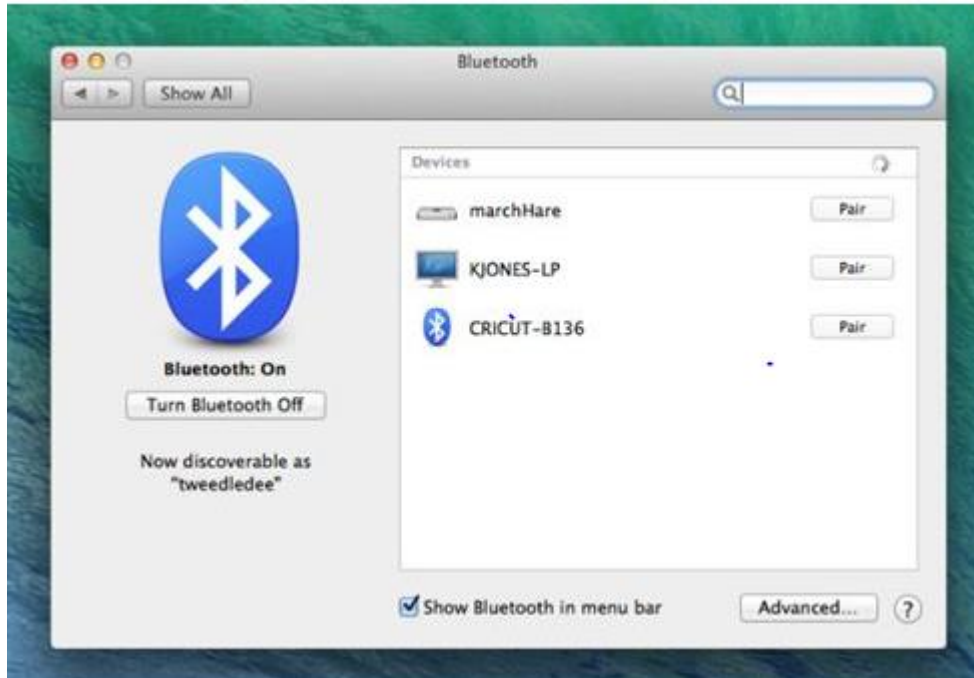 Bluetooth
Show All
Devices
marchHare
Pair
KJONES-LP
Pair
CRICUT-B136
Pair
Bluetooth: On
Turn Bluetooth Off
Now discoverable as
"tweedledee"
Show Bluetooth in menu bar
Advanced...
?